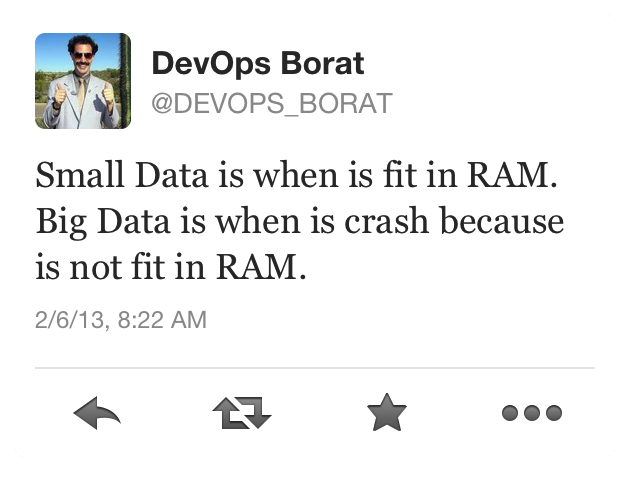 DevOps Borat
@DEVOPS_BORAT
Small Data is when is fit in RAM.
Big Data is when is crash because
is not fit in RAM.
2/6/13, 8:22 AM